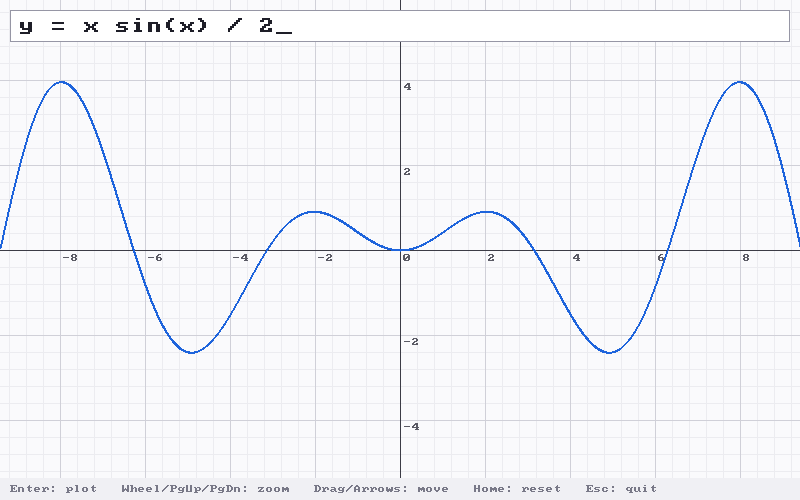 y = x sin(x) / 2_
4
2
-8 -6 -4 -2 0 2 4 6 8
-2
-4
Enter: plot Wheel/PgUp/PgDn: zoom Drag/Arrows: move Home: reset Esc: quit